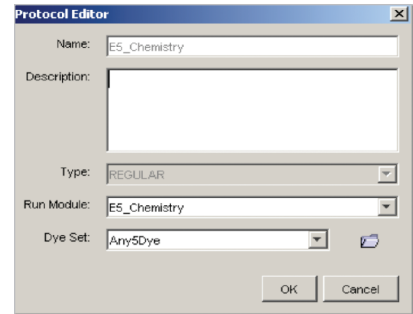 Protocol Editor
Name: E5_Chemistry
Description:
Type: REGULAR
Run Module: E5_Chemistry
Dye Set: Any5Dye
OK Cancel